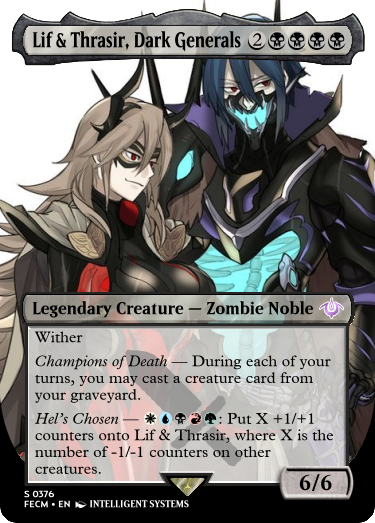 Lif & Thrasir, Dark Generals 2
Legendary Creature — Zombie Noble
Wither
Champions of Death — During each of your
turns, you may cast a creature card from
your graveyard.
Hel's Chosen — : Put X +1/+1
counters onto Lif & Thrasir, where X is the
number of -1/-1 counters on other
creatures.
6/6
S 0376
FECM • EN INTELLIGENT SYSTEMS